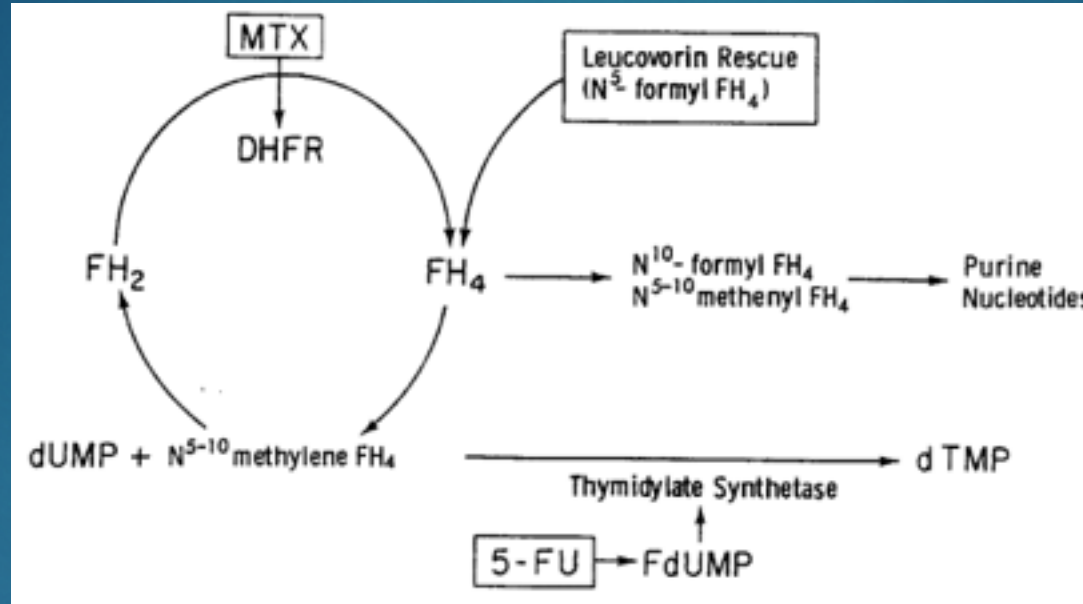 MTX
Leucovorin Rescue
(N⁵- formyl FH₄)
DHFR
FH₂
FH₄
N¹⁰- formyl FH₄
N⁵⁻¹⁰ methenyl FH₄
Purine
Nucleotides
dUMP + N⁵⁻¹⁰ methylene FH₄
d TMP
Thymidylate Synthetase
5-FU
FdUMP